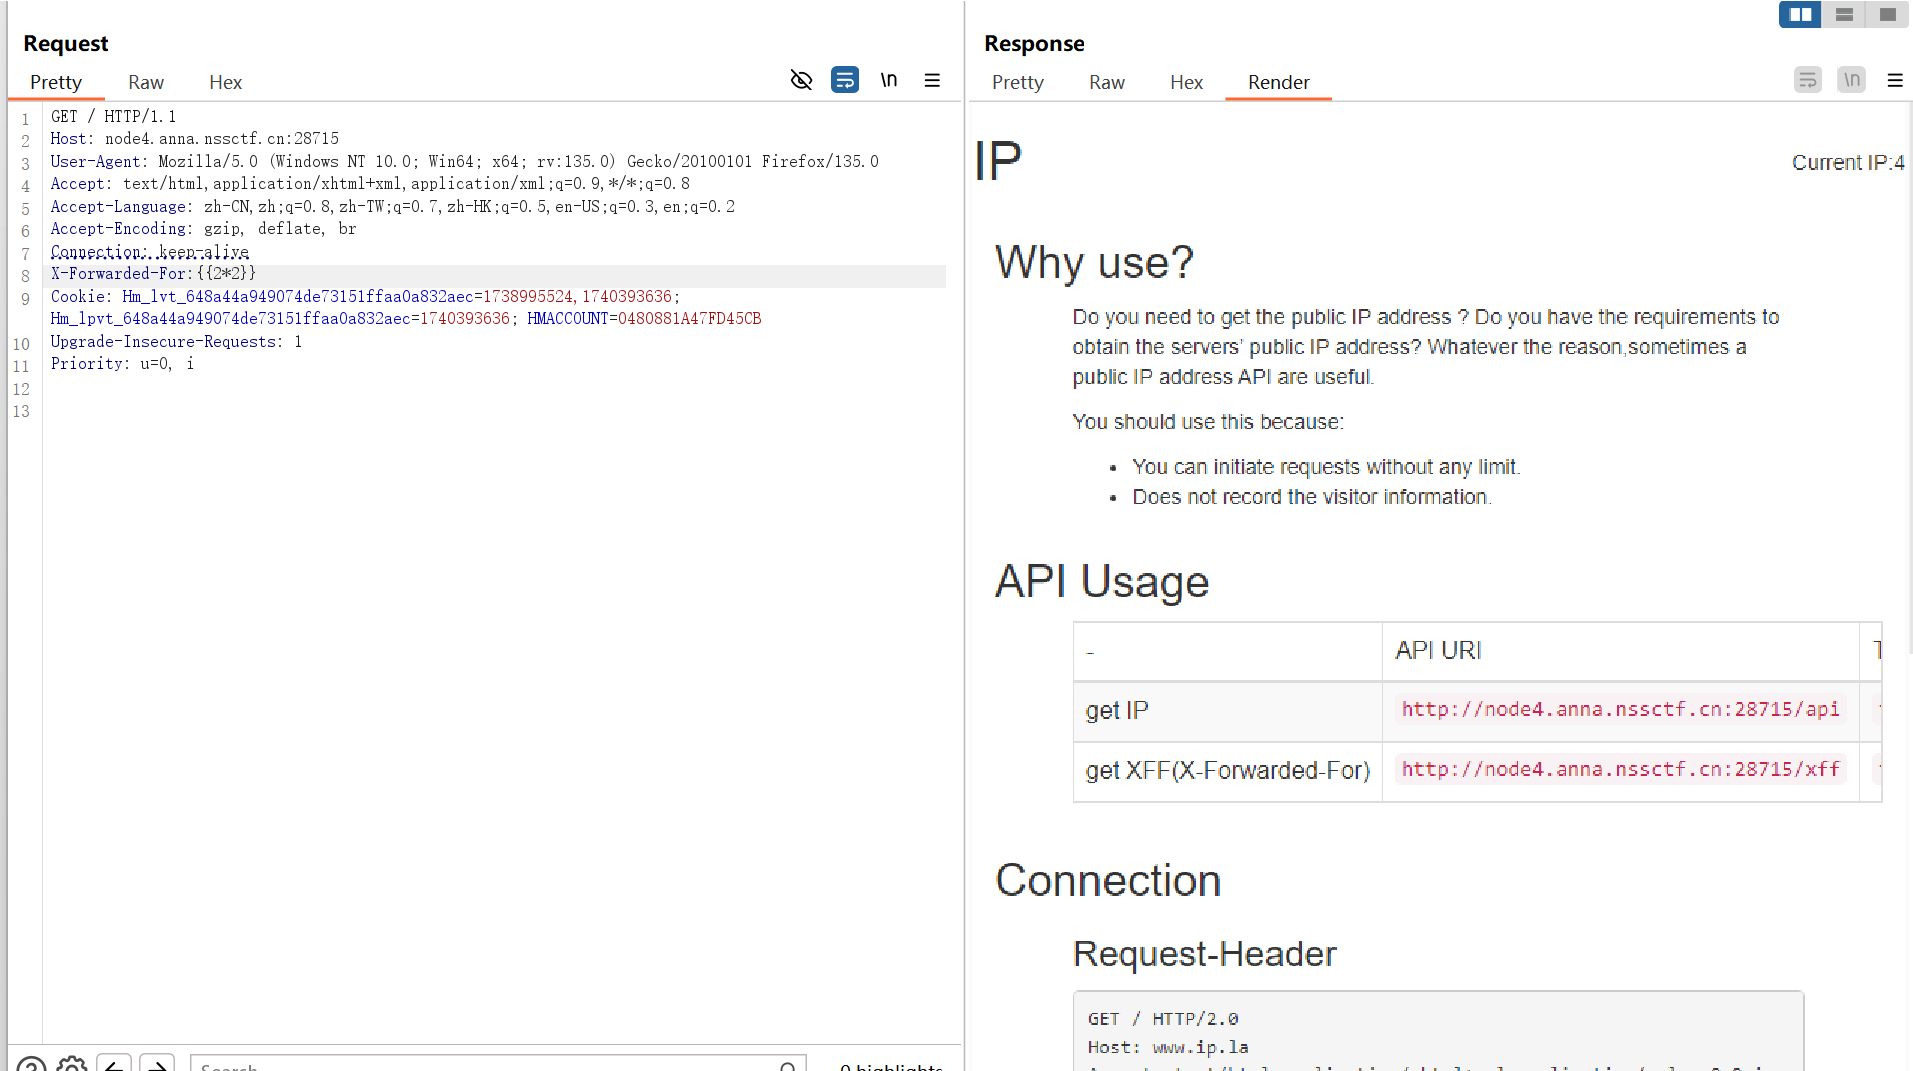 Request
Pretty
Raw
Hex
\n
1 GET / HTTP/1.1
2 Host: node4.anna.nssctf.cn:28715
3 User-Agent: Mozilla/5.0 (Windows NT 10.0; Win64; x64; rv:135.0) Gecko/20100101 Firefox/135.0
4 Accept: text/html,application/xhtml+xml,application/xml;q=0.9,*/*;q=0.8
5 Accept-Language: zh-CN,zh;q=0.8,zh-TW;q=0.7,zh-HK;q=0.5,en-US;q=0.3,en;q=0.2
6 Accept-Encoding: gzip, deflate, br
7 Connection: keep-alive
8 X-Forwarded-For:{{2*2}}
9 Cookie: Hm_lvt_648a44a949074de73151ffaa0a832aec=1738995524,1740393636;
Hm_lpvt_648a44a949074de73151ffaa0a832aec=1740393636; HMACCOUNT=0480881A47FD45CB
10 Upgrade-Insecure-Requests: 1
11 Priority: u=0, i
12
13
Search
0 highlights
Response
Pretty
Raw
Hex
Render
\n
IP
Current IP:4
Why use?
Do you need to get the public IP address ? Do you have the requirements to
obtain the servers' public IP address? Whatever the reason,sometimes a
public IP address API are useful.
You should use this because:
• You can initiate requests without any limit.
• Does not record the visitor information.
API Usage
- API URI
get IP http://node4.anna.nssctf.cn:28715/api
get XFF(X-Forwarded-For) http://node4.anna.nssctf.cn:28715/xff
Connection
Request-Header
GET / HTTP/2.0
Host: www.ip.la